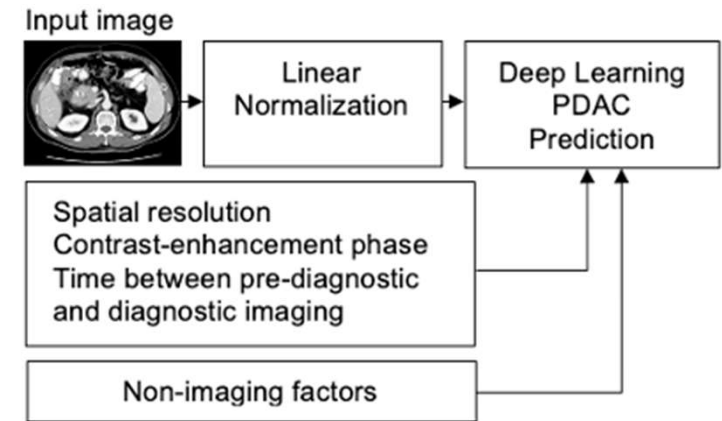 Input image
Linear
Normalization
Deep Learning
PDAC
Prediction
Spatial resolution
Contrast-enhancement phase
Time between pre-diagnostic
and diagnostic imaging
Non-imaging factors